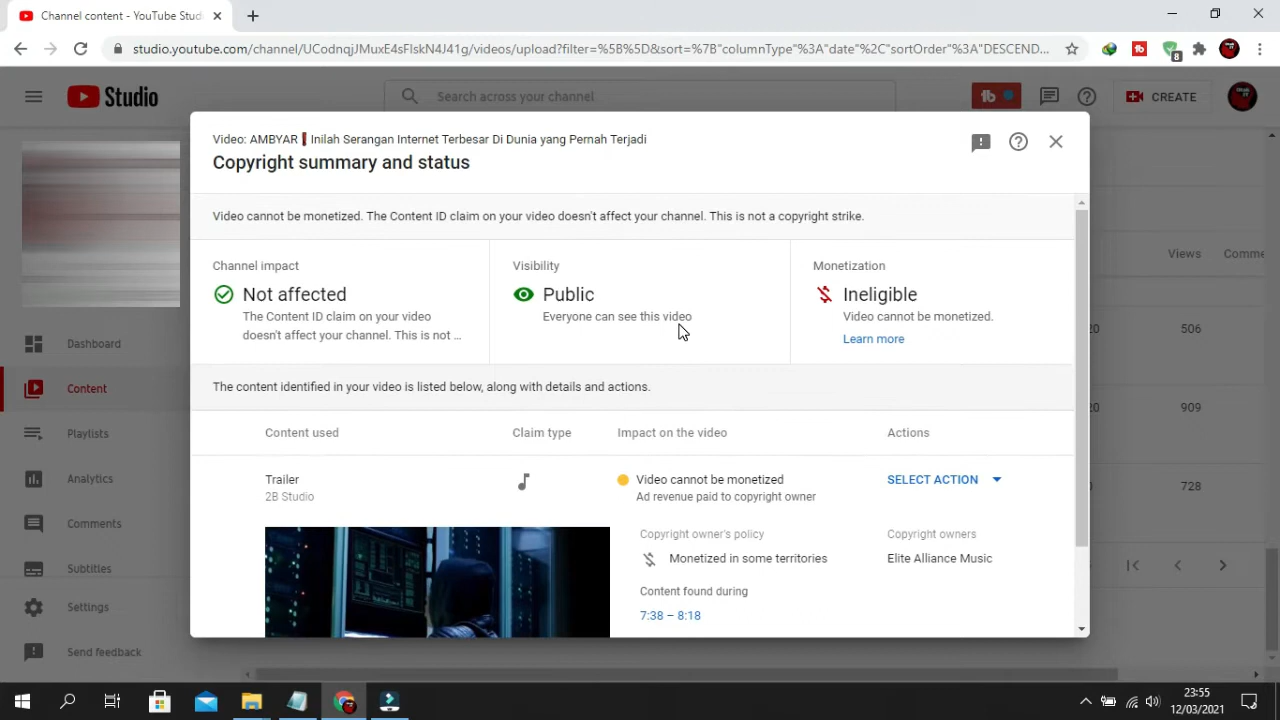 Channel content - YouTube Stud
studio.youtube.com/channel/UCodnqjJMuxE4sFlskN4J41g/videos/upload?filter=%5B%5D&sort=%7B"columnType"%3A"date"%2C"sortOrder"%3A"DESCEND...
8
Studio
Search across your channel
CREATE
Video: AMBYAR Inilah Serangan Internet Terbesar Di Dunia yang Pernah Terjadi
Copyright summary and status
Video cannot be monetized. The Content ID claim on your video doesn't affect your channel. This is not a copyright strike.
Channel impact
Not affected
The Content ID claim on your video
doesn't affect your channel. This is not ...
Visibility
Public
Everyone can see this video
Monetization
Ineligible
Video cannot be monetized.
Learn more
The content identified in your video is listed below, along with details and actions.
Content used Claim type Impact on the video Actions
Trailer
2B Studio
Video cannot be monetized
Ad revenue paid to copyright owner
SELECT ACTION
Copyright owner's policy
Monetized in some territories
Content found during
7:38 – 8:18
Copyright owners
Elite Alliance Music
Dashboard
Content
Playlists
Analytics
Comments
Subtitles
Settings
Send feedback
Views Comme
20 506
20 909
20 728
23:55
12/03/2021